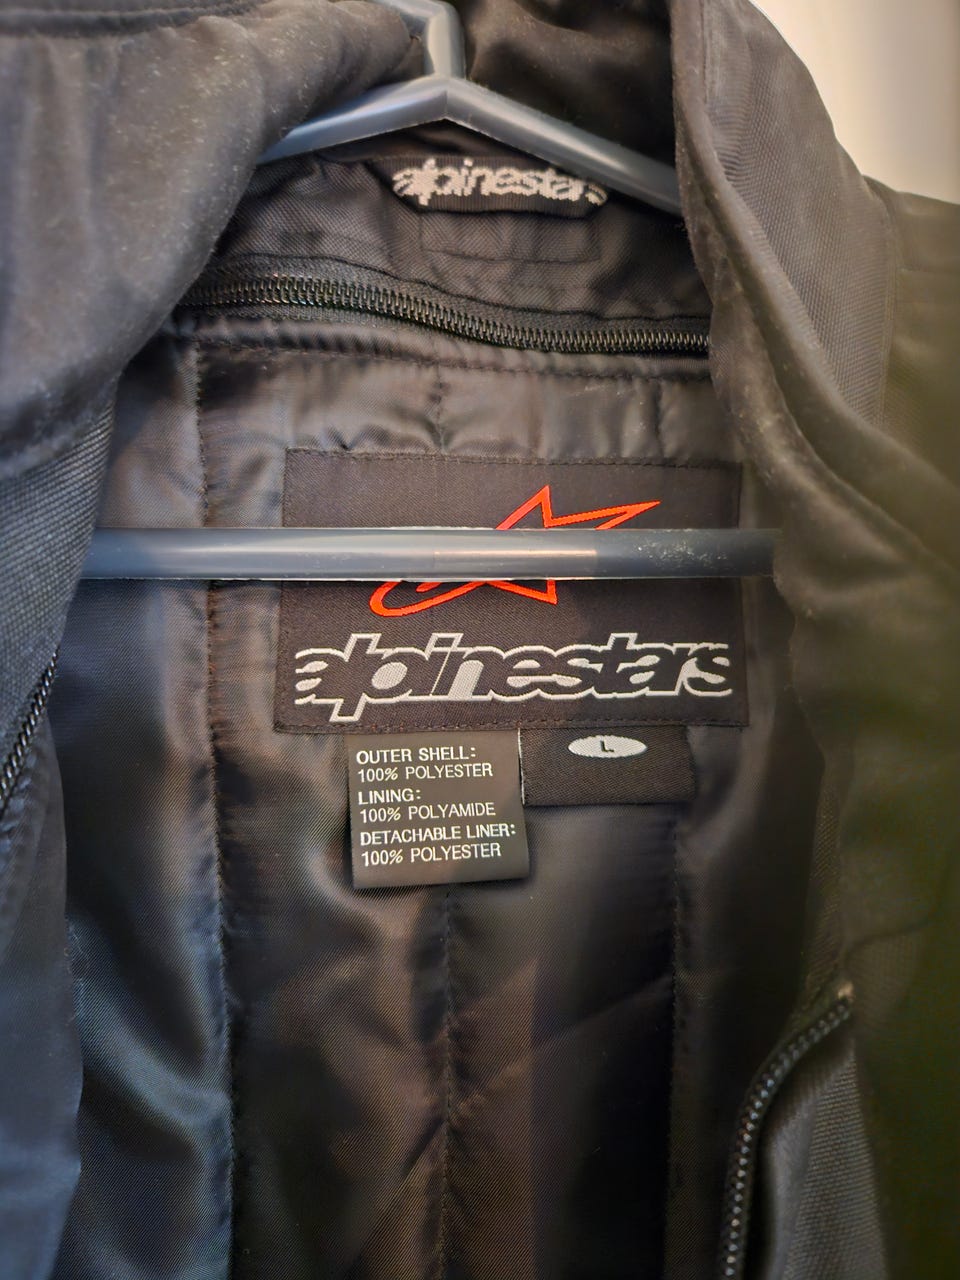 alpinestars
alpinestars
OUTER SHELL:
100% POLYESTER
LINING:
100% POLYAMIDE
DETACHABLE LINER:
100% POLYESTER
L